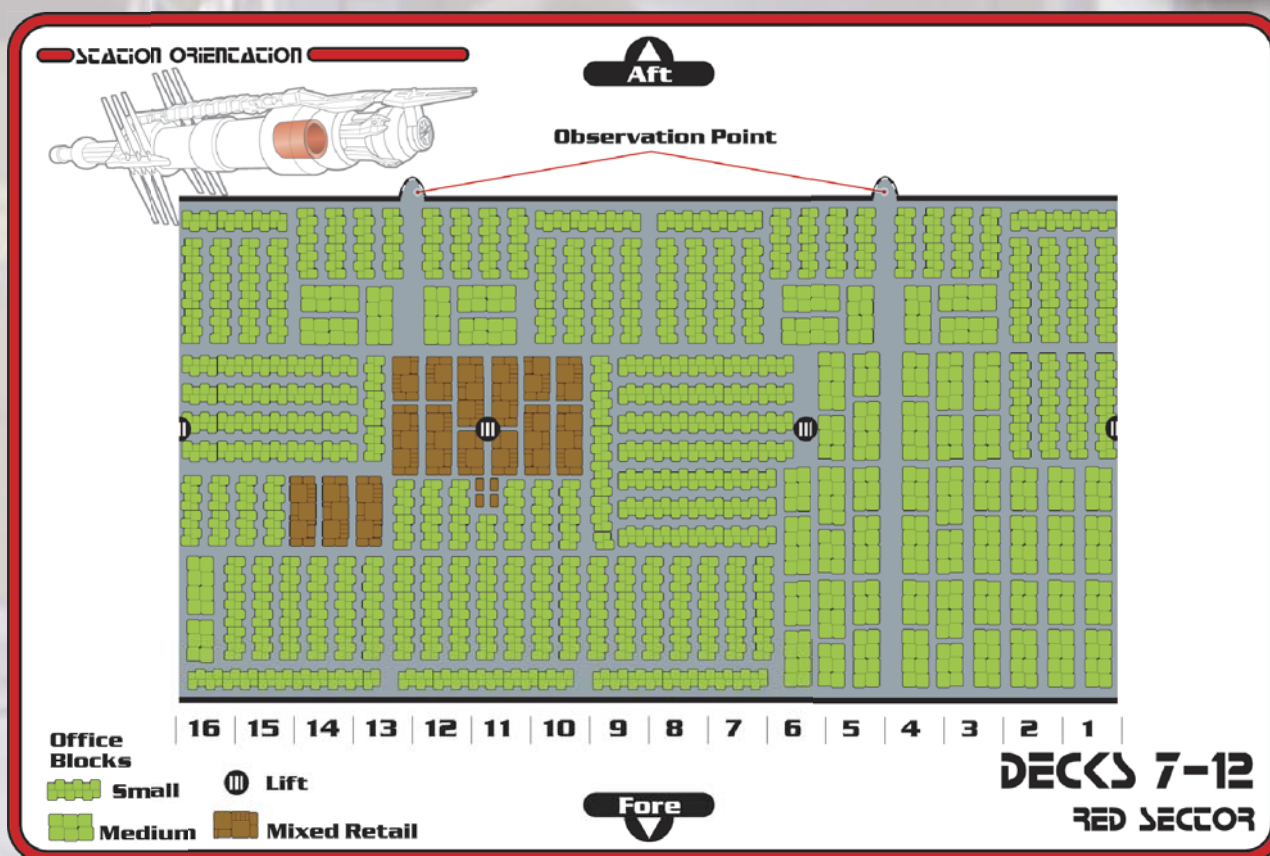 STATION ORIENTATION
Aft
Observation Point
16 15 14 13 12 11 10 9 8 7 6 5 4 3 2 1
Office
Blocks
Small
Lift
Medium
Mixed Retail
Fore
DECKS 7-12
RED SECTOR